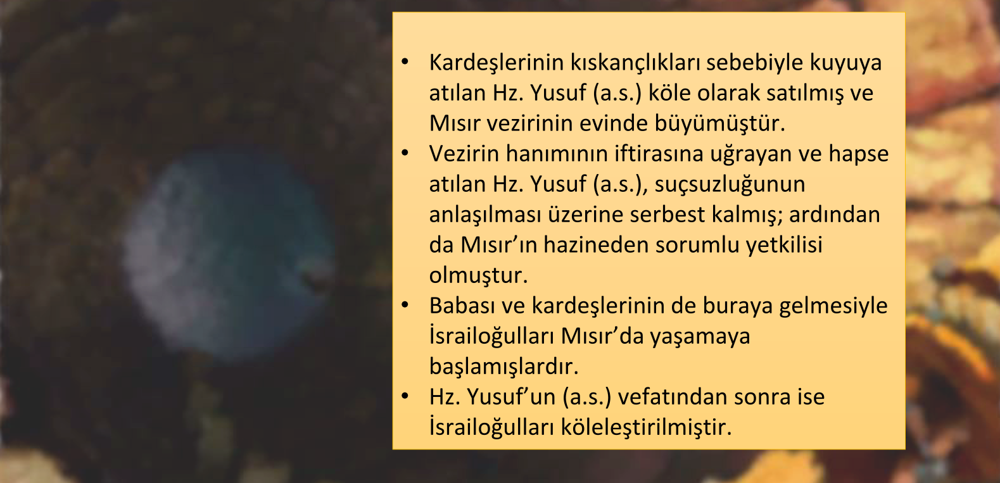 • Kardeşlerinin kıskançlıkları sebebiyle kuyuya
atılan Hz. Yusuf (a.s.) köle olarak satılmış ve
Mısır vezirinin evinde büyümüştür.
• Vezirin hanımının iftirasına uğrayan ve hapse
atılan Hz. Yusuf (a.s.), suçsuzluğunun
anlaşılması üzerine serbest kalmış; ardından
da Mısır’ın hazineden sorumlu yetkilisi
olmuştur.
• Babası ve kardeşlerinin de buraya gelmesiyle
İsrailoğulları Mısır’da yaşamaya
başlamışlardır.
• Hz. Yusuf’un (a.s.) vefatından sonra ise
İsrailoğulları köleleştirilmiştir.